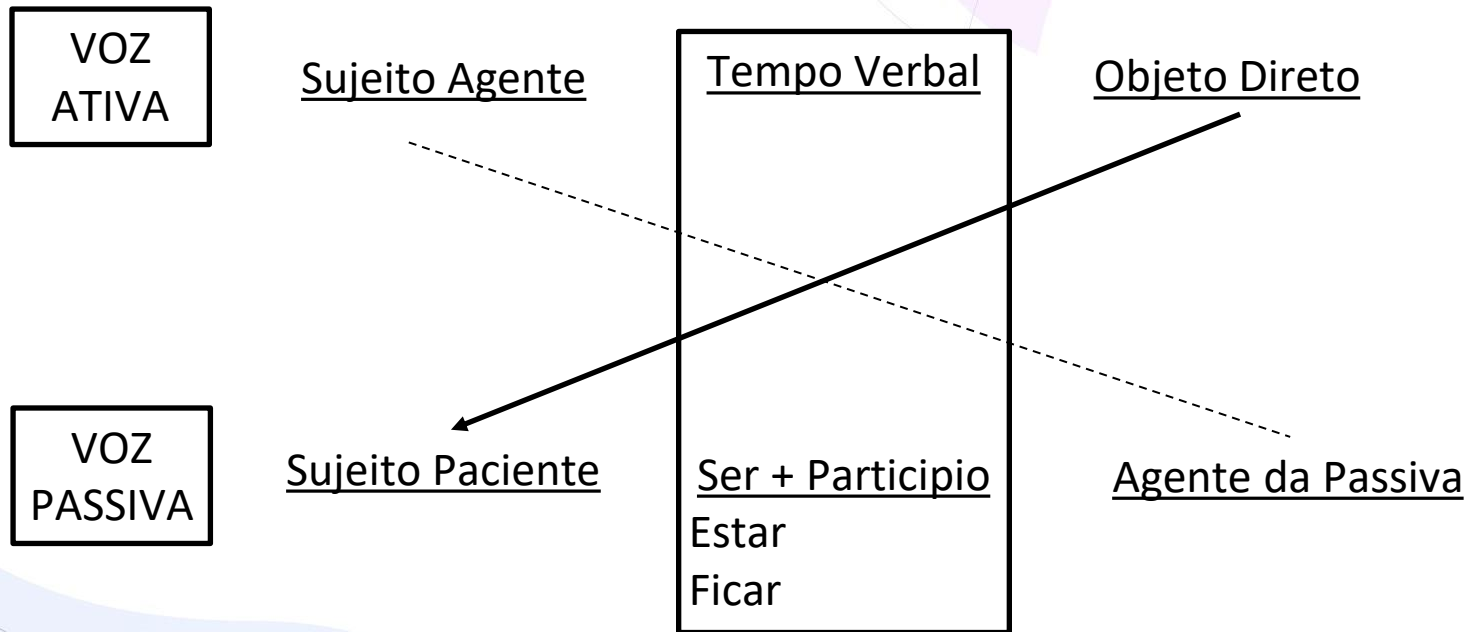 VOZ
ATIVA
Sujeito Agente
Tempo Verbal
Objeto Direto
VOZ
PASSIVA
Sujeito Paciente
Ser + Participio
Estar
Ficar
Agente da Passiva